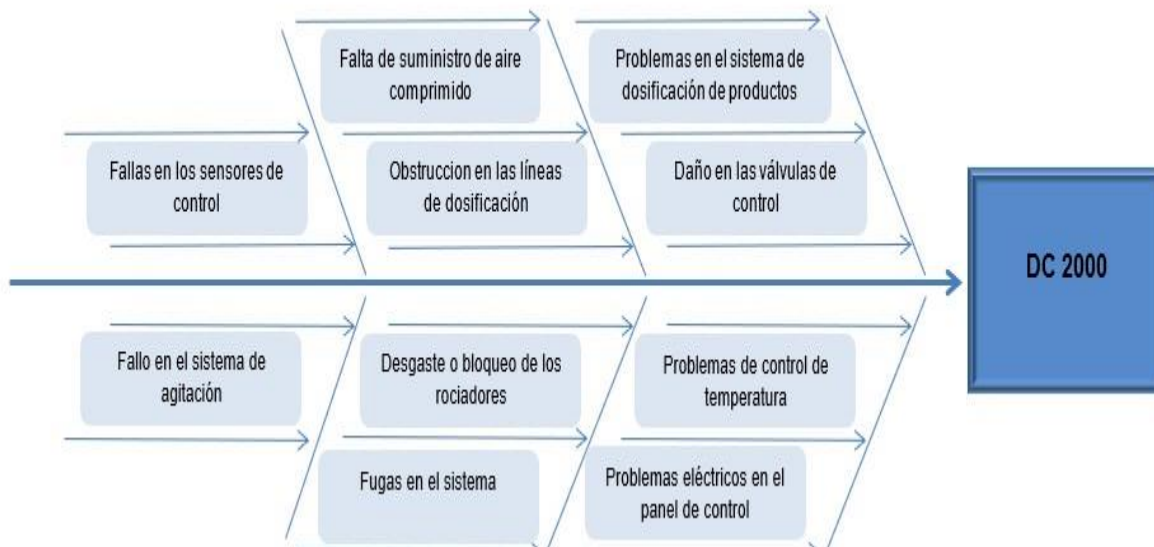 Falta de suministro de aire
comprimido
Problemas en el sistema de
dosificación de productos
Fallas en los sensores de
control
Obstruccion en las líneas
de dosificación
Daño en las válvulas de
control
DC 2000
Fallo en el sistema de
agitación
Desgaste o bloqueo de los
rociadores
Problemas de control de
temperatura
Fugas en el sistema
Problemas eléctricos en el
panel de control